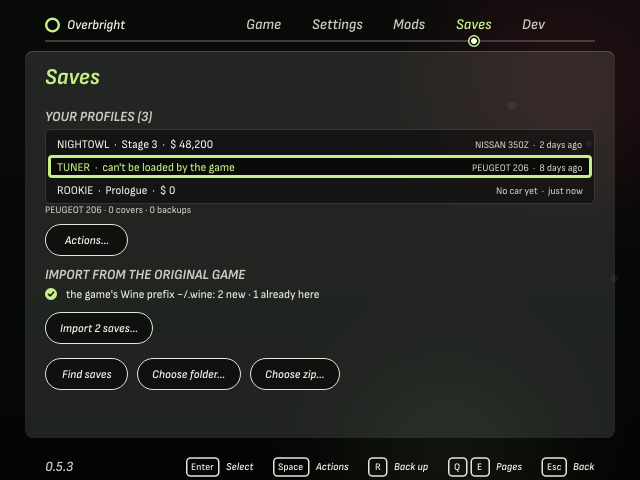 Overbright Game Settings Mods Saves Dev
Saves
YOUR PROFILES (3)
NIGHTOWL · Stage 3 · $ 48,200 NISSAN 350Z · 2 days ago
TUNER · can't be loaded by the game PEUGEOT 206 · 8 days ago
ROOKIE · Prologue · $ 0 No car yet · just now
PEUGEOT 206 · 0 covers · 0 backups
Actions...
IMPORT FROM THE ORIGINAL GAME
the game's Wine prefix ~/.wine: 2 new · 1 already here
Import 2 saves...
Find saves Choose folder... Choose zip...
0.5.3 Enter Select Space Actions R Back up Q E Pages Esc Back